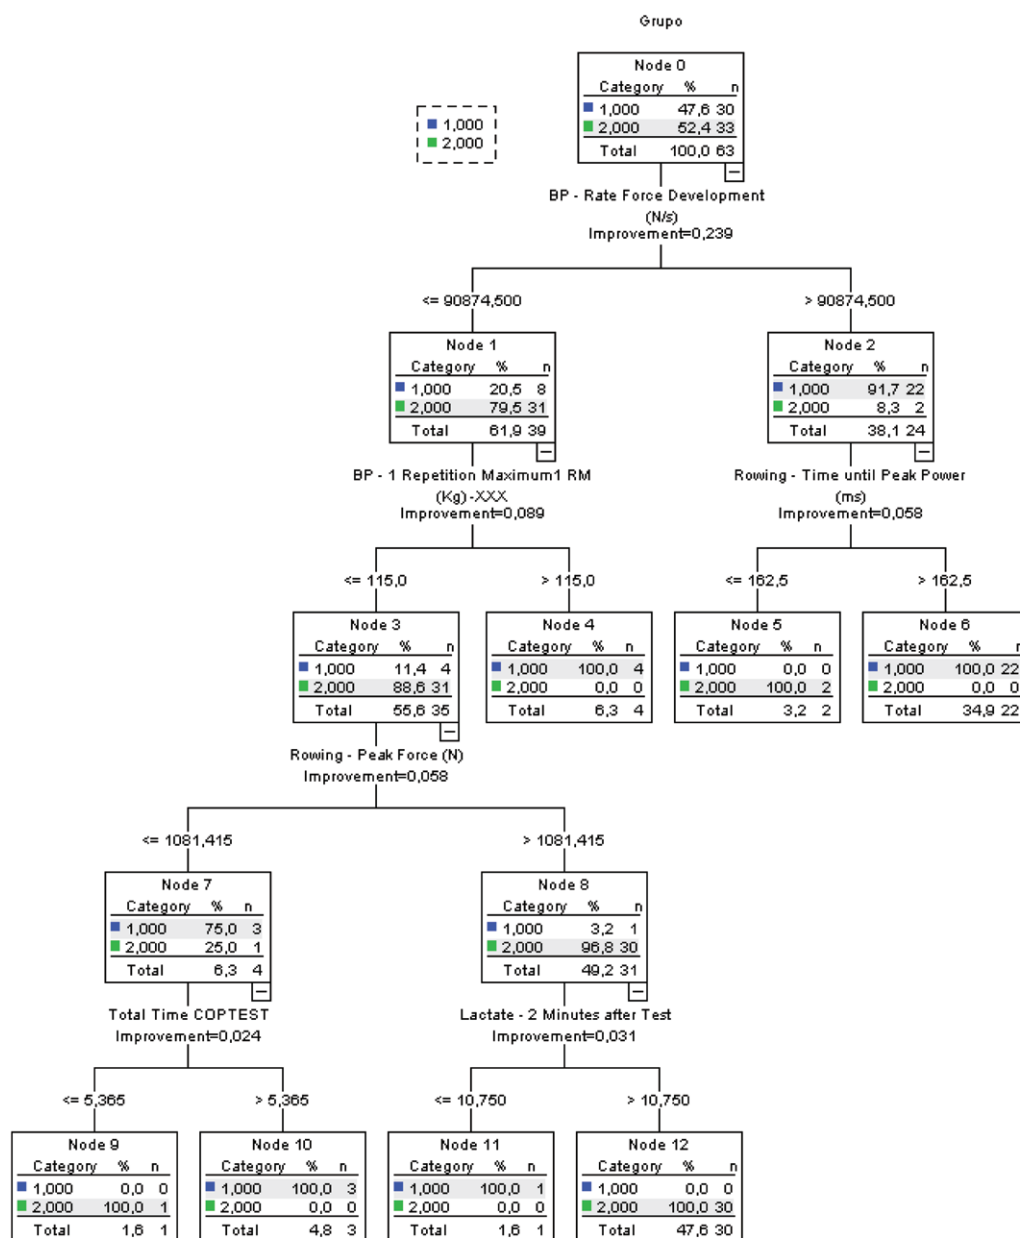 Grupo
1,000
2,000
Node 0
Category % n
1,000 47,6 30
2,000 52,4 33
Total 100,0 63
BP - Rate Force Development
(N/s)
Improvement=0,239
<= 90874,500
> 90874,500
Node 1
Category % n
1,000 20,5 8
2,000 79,5 31
Total 61,9 39
Node 2
Category % n
1,000 91,7 22
2,000 8,3 2
Total 38,1 24
BP - 1 Repetition Maximum1 RM
(Kg) -XXX
Improvement=0,089
Rowing - Time until Peak Power
(ms)
Improvement=0,058
<= 115,0
> 115,0
<= 162,5
> 162,5
Node 3
Category % n
1,000 11,4 4
2,000 88,6 31
Total 55,6 35
Node 4
Category % n
1,000 100,0 4
2,000 0,0 0
Total 6,3 4
Node 5
Category % n
1,000 0,0 0
2,000 100,0 2
Total 3,2 2
Node 6
Category % n
1,000 100,0 22
2,000 0,0 0
Total 34,9 22
Rowing - Peak Force (N)
Improvement=0,058
<= 1081,415
> 1081,415
Node 7
Category % n
1,000 75,0 3
2,000 25,0 1
Total 6,3 4
Node 8
Category % n
1,000 3,2 1
2,000 96,8 30
Total 49,2 31
Total Time COPTEST
Improvement=0,024
Lactate - 2 Minutes after Test
Improvement=0,031
<= 5,365
> 5,365
<= 10,750
> 10,750
Node 9
Category % n
1,000 0,0 0
2,000 100,0 1
Total 1,6 1
Node 10
Category % n
1,000 100,0 3
2,000 0,0 0
Total 4,8 3
Node 11
Category % n
1,000 100,0 1
2,000 0,0 0
Total 1,6 1
Node 12
Category % n
1,000 0,0 0
2,000 100,0 30
Total 47,6 30